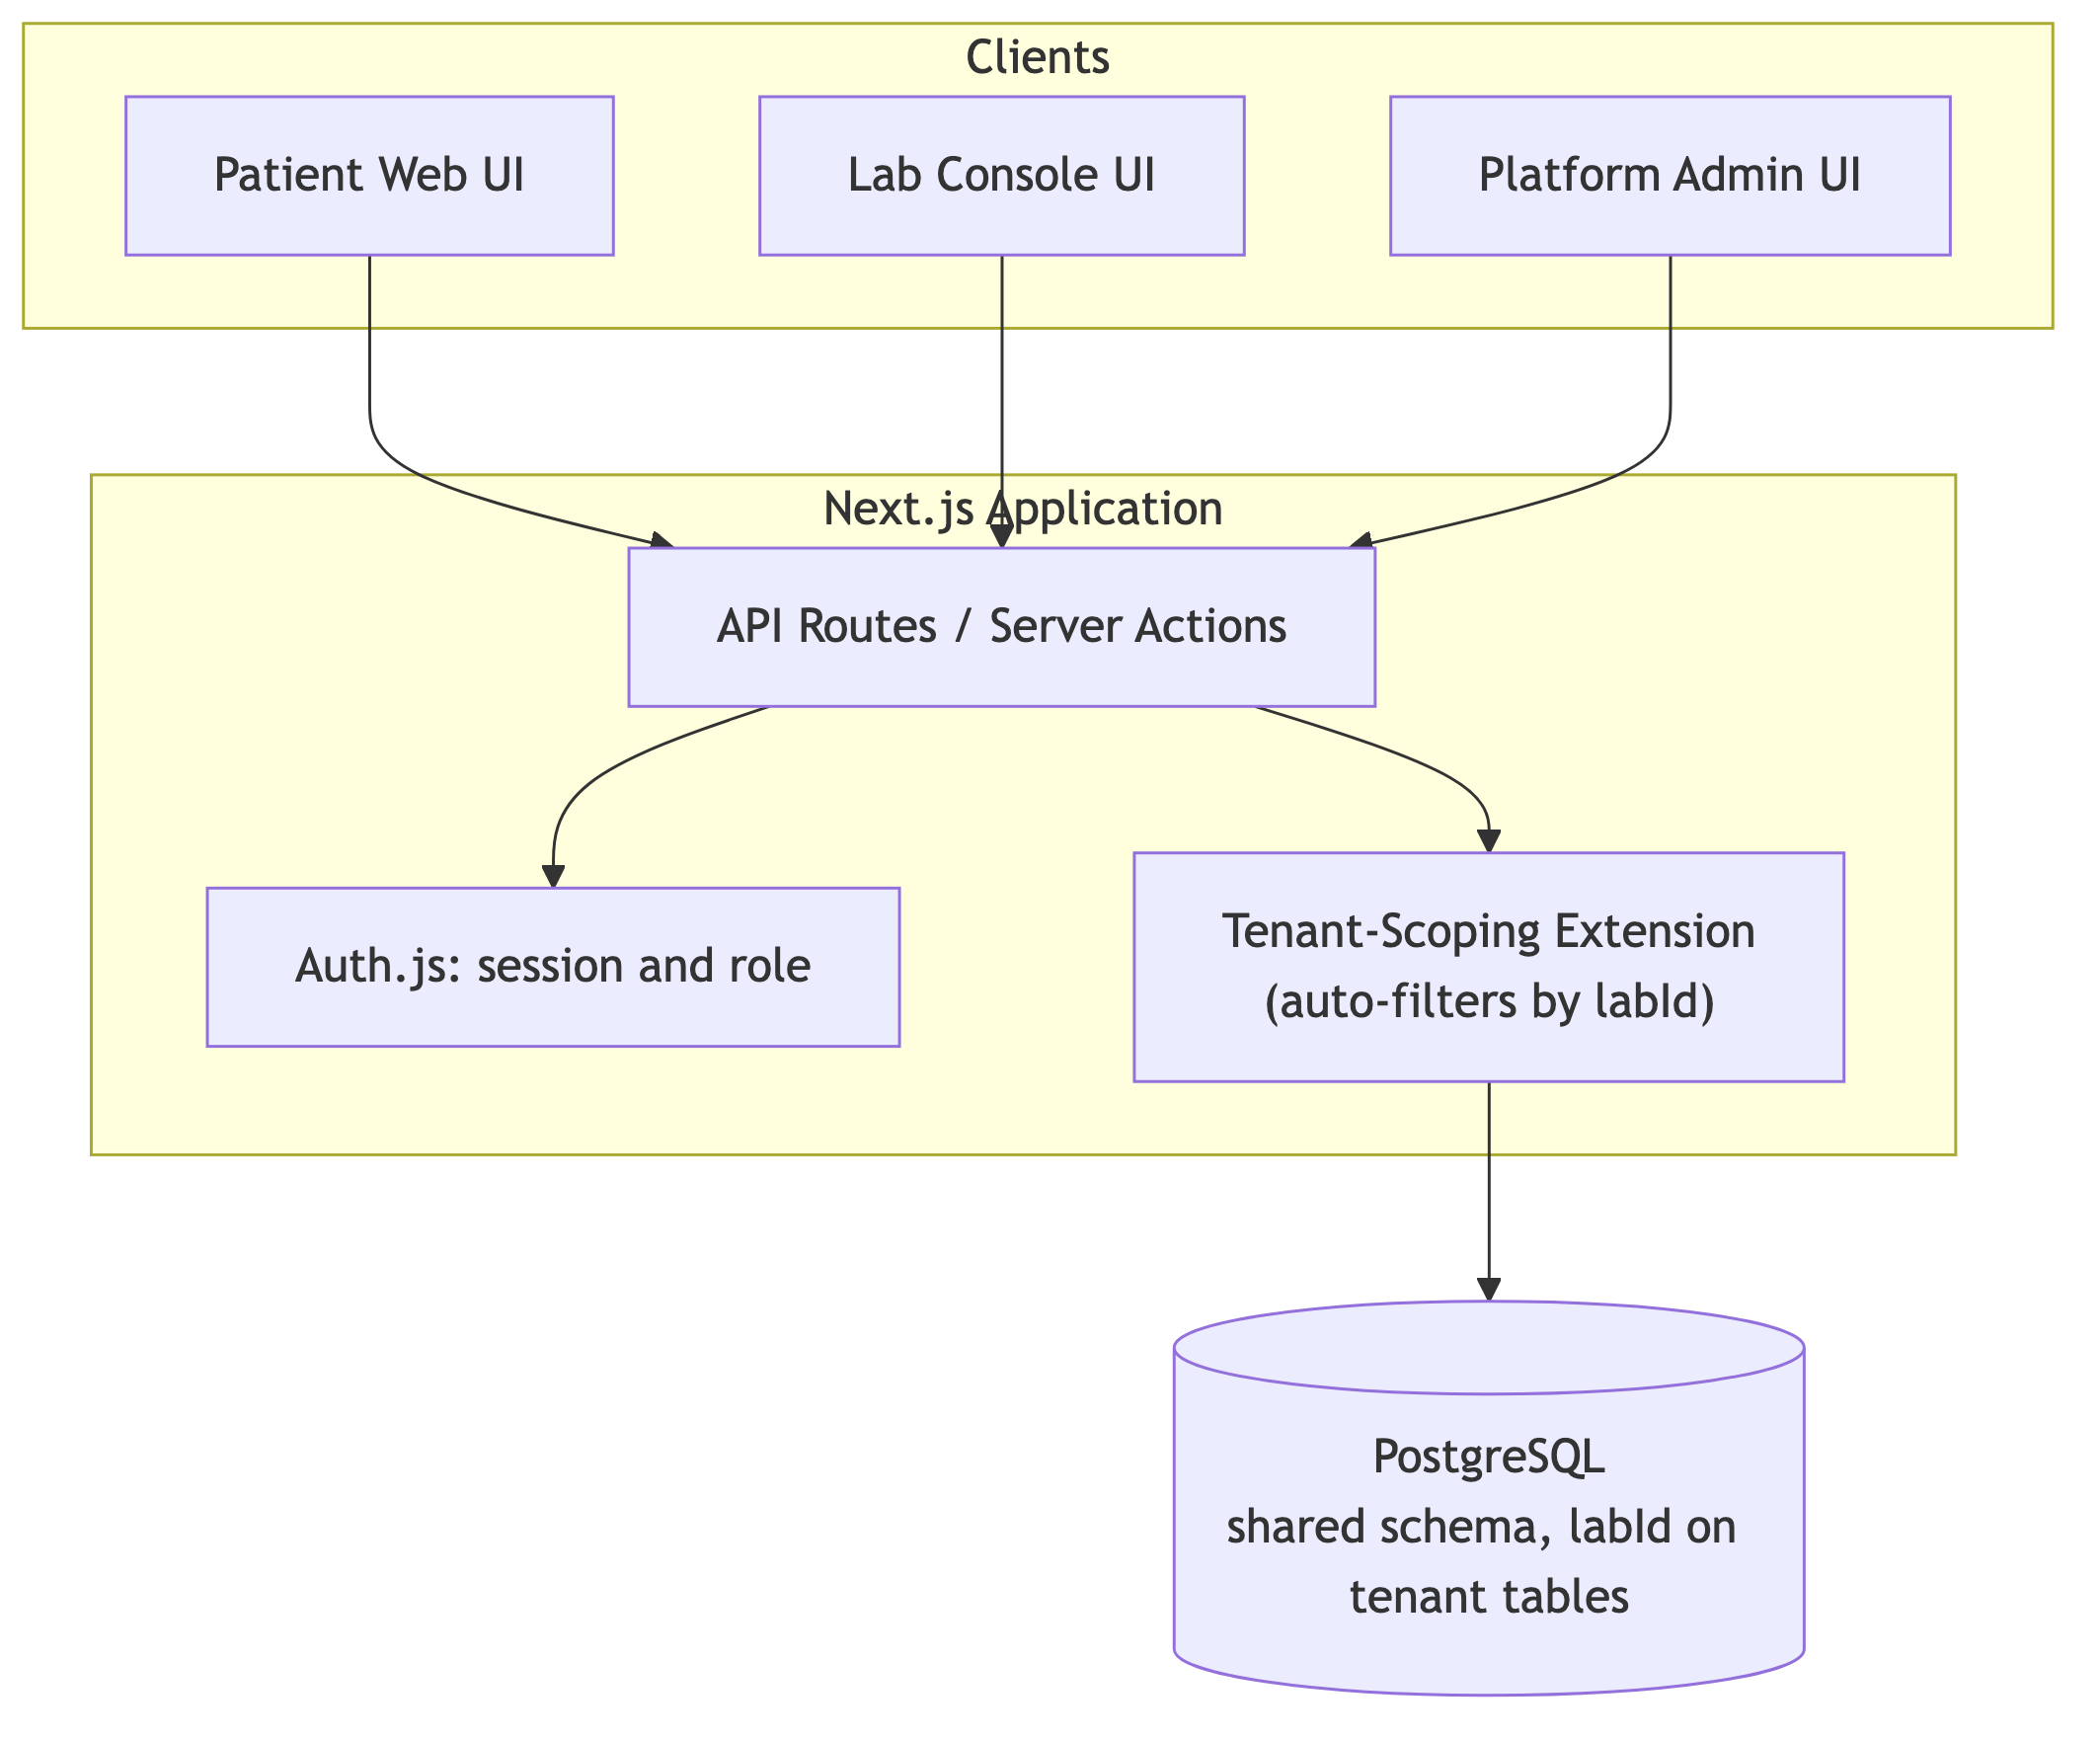 Clients
Patient Web UI
Lab Console UI
Platform Admin UI
Next.js Application
API Routes / Server Actions
Auth.js: session and role
Tenant-Scoping Extension
(auto-filters by labId)
PostgreSQL
shared schema, labId on
tenant tables